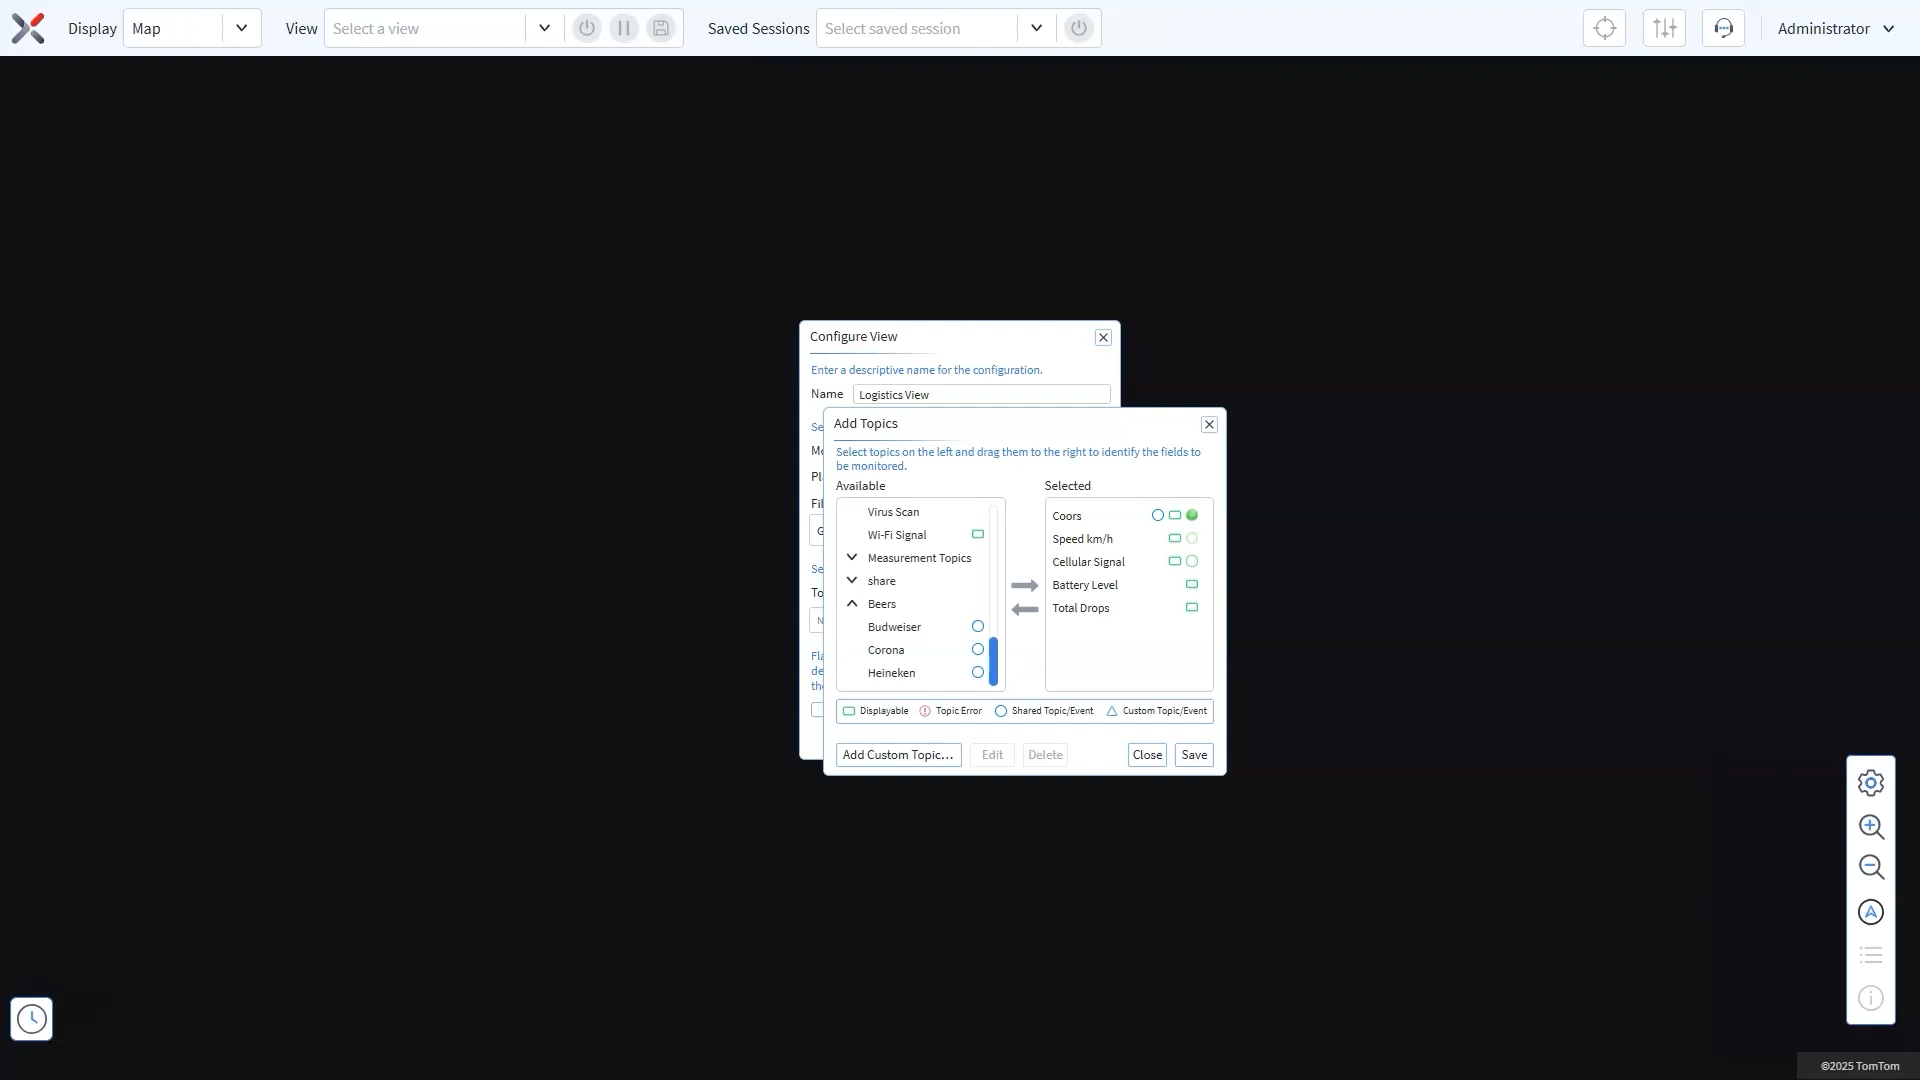 Display Map View Select a view Saved Sessions Select saved session Administrator
Configure View
Enter a descriptive name for the configuration.
Name Logistics View
Add Topics
Select topics on the left and drag them to the right to identify the fields to
be monitored.
Available Selected
Virus Scan
Wi-Fi Signal
Measurement Topics
share
Beers
Budweiser
Corona
Heineken
Coors
Speed km/h
Cellular Signal
Battery Level
Total Drops
Displayable Topic Error Shared Topic/Event Custom Topic/Event
Add Custom Topic... Edit Delete Close Save
©2025 TomTom